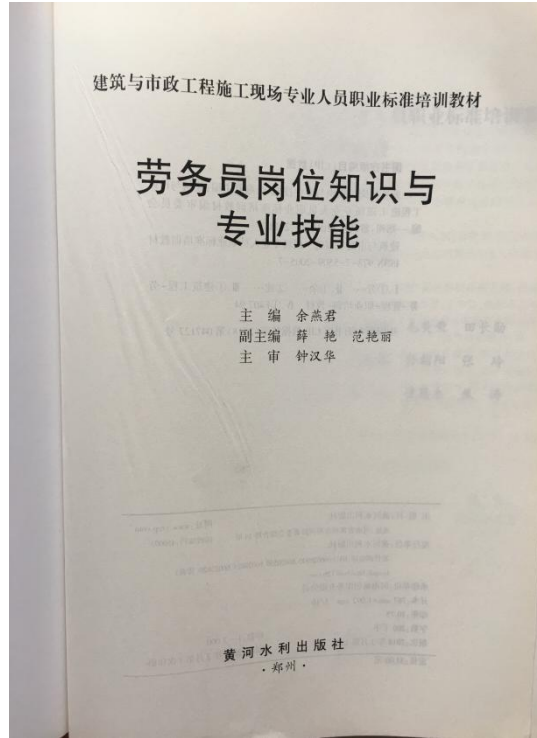 建筑与市政工程施工现场专业人员职业标准培训教材
劳务员岗位知识与
专业技能
主 编 余燕君
副主编 薛 艳 范艳丽
主 审 钟汉华
黄河水利出版社
·郑州·